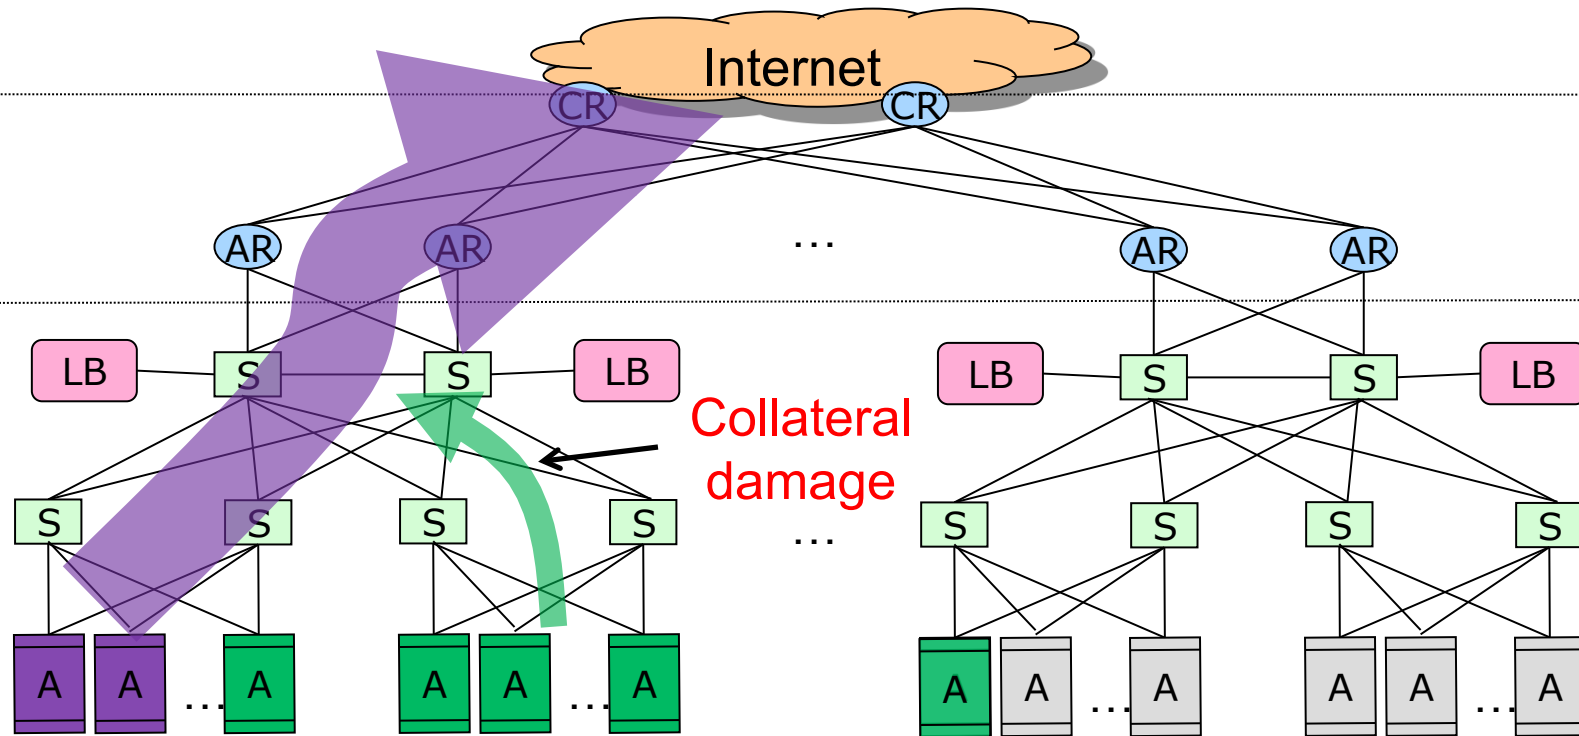 Internet
CR CR
AR AR ... AR AR
LB S S LB LB S S LB
Collateral
damage
S S S S ... S S S S
A A ... A A A ... A A A ... A A A ... A